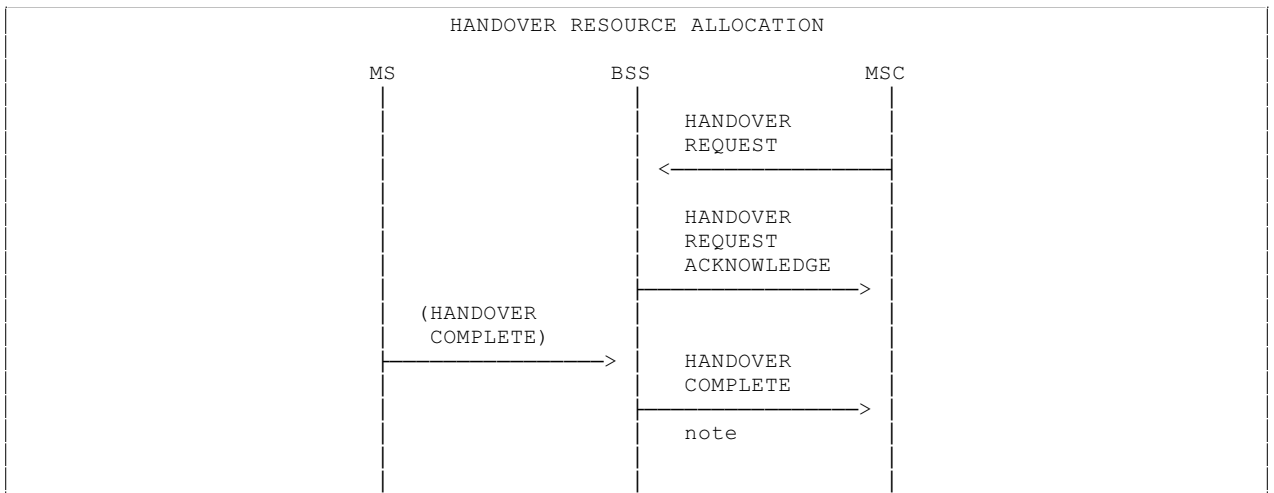 HANDOVER RESOURCE ALLOCATION
MS BSS MSC
HANDOVER
REQUEST
HANDOVER
REQUEST
ACKNOWLEDGE
(HANDOVER
COMPLETE)
HANDOVER
COMPLETE
note